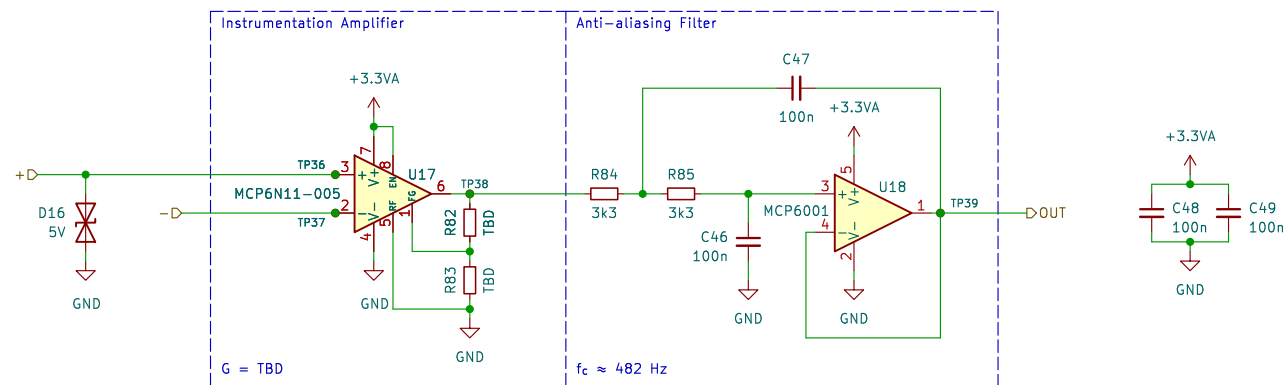 Instrumentation Amplifier
Anti-aliasing Filter
C47
100n
+3.3VA
+3.3VA
+3.3VA
+
TP36
3
+
7
V+
8
EN
U17
6
TP38
MCP6N11-005
-
TP37
2
-
V-
4
5
RF
1
FG
D16
5V
GND
GND
R82
TBD
R83
TBD
GND
R84
3k3
R85
3k3
C46
100n
GND
3
+
5
V+
U18
MCP6001
1
TP39
4
-
V-
2
GND
OUT
C48
100n
C49
100n
GND
G = TBD
fc ≈ 482 Hz